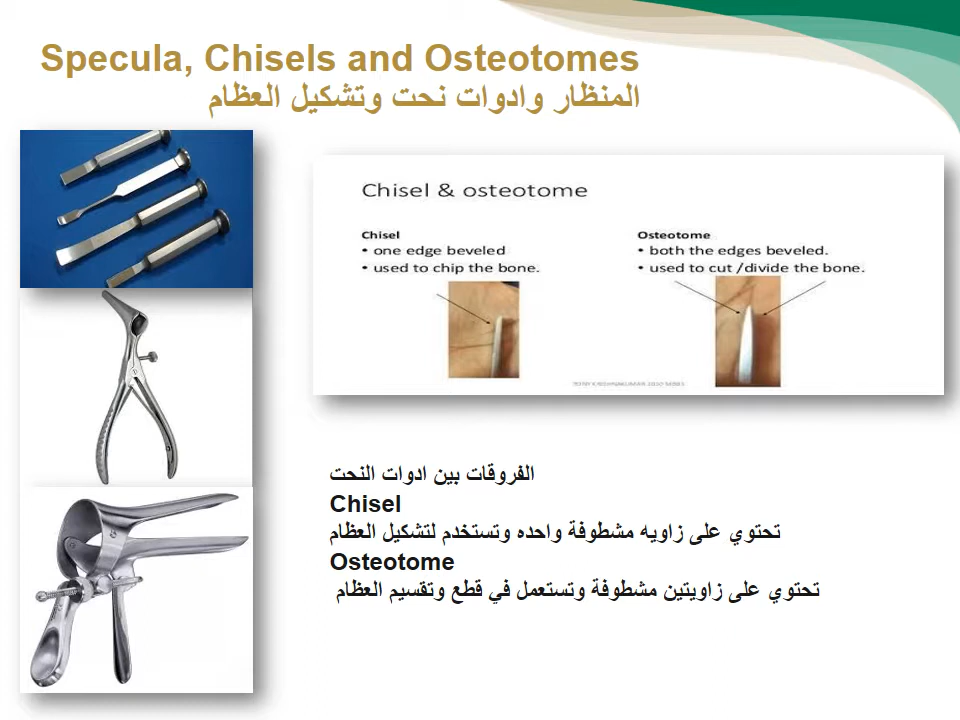 Specula, Chisels and Osteotomes
المنظار وادوات نحت وتشكيل العظام
Chisel & osteotome
Chisel
• one edge beveled
• used to chip the bone.
Osteotome
• both the edges beveled.
• used to cut /divide the bone.
الفروقات بين ادوات النحت
Chisel
تحتوي على زاويه مشطوفة واحده وتستخدم لتشكيل العظام
Osteotome
تحتوي على زاويتين مشطوفة وتستعمل في قطع وتقسيم العظام